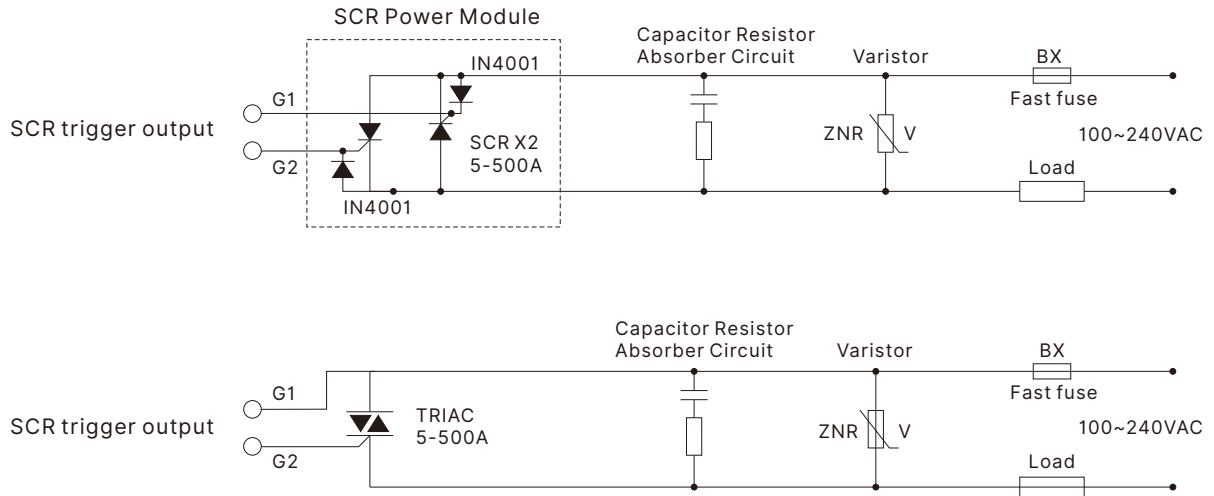 SCR Power Module
Capacitor Resistor
Absorber Circuit
Varistor
BX
IN4001
G1
Fast fuse
SCR trigger output
ZNR
V
100~240VAC
SCR X2
5-500A
G2
Load
IN4001
Capacitor Resistor
Absorber Circuit
Varistor
BX
G1
Fast fuse
TRIAC
5-500A
SCR trigger output
ZNR
V
100~240VAC
G2
Load